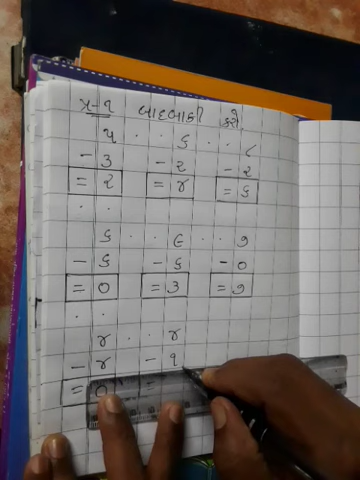 પ્ર-૨ બાદબાકી કરો.
૫ ૬ ૮
- ૩ - ૨ - ૨
= ૨ = ૪ = ૬
૬ ૯ ૭
- ૬ - ૬ - ૦
= ૦ = ૩ = ૭
૪ ૪
- ૪ - ૧
= ૦ =